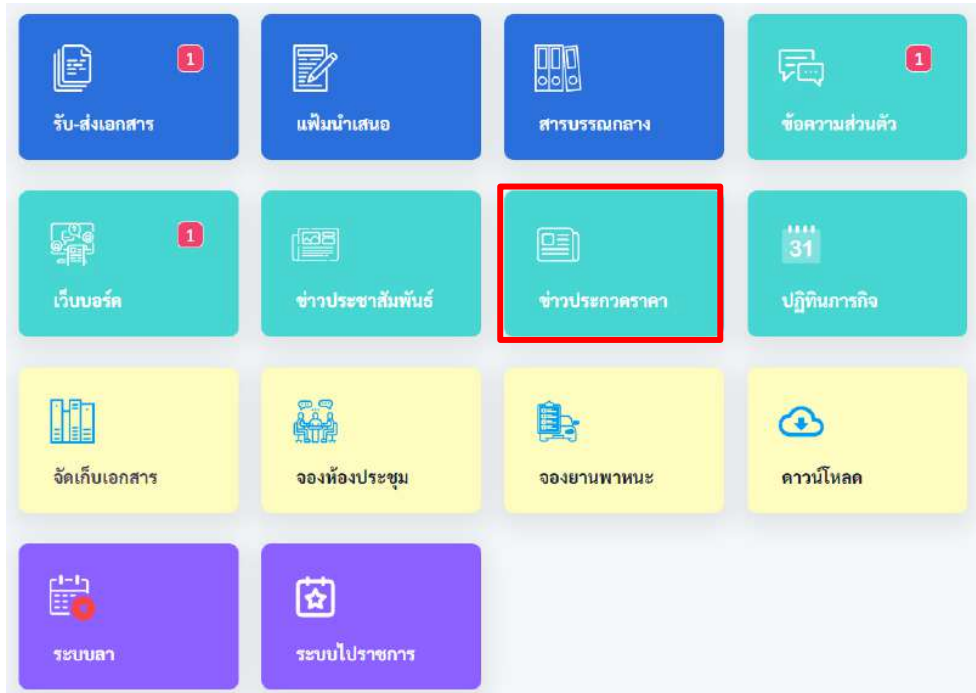 1
รับ-ส่งเอกสาร
แฟ้มนำเสนอ
สารบรรณกลาง
1
ข้อความส่วนตัว
1
เว็บบอร์ด
ข่าวประชาสัมพันธ์
ข่าวประกวดราคา
31
ปฏิทินภารกิจ
จัดเก็บเอกสาร
จองห้องประชุม
จองยานพาหนะ
ดาวน์โหลด
ระบบลา
ระบบไปราชการ